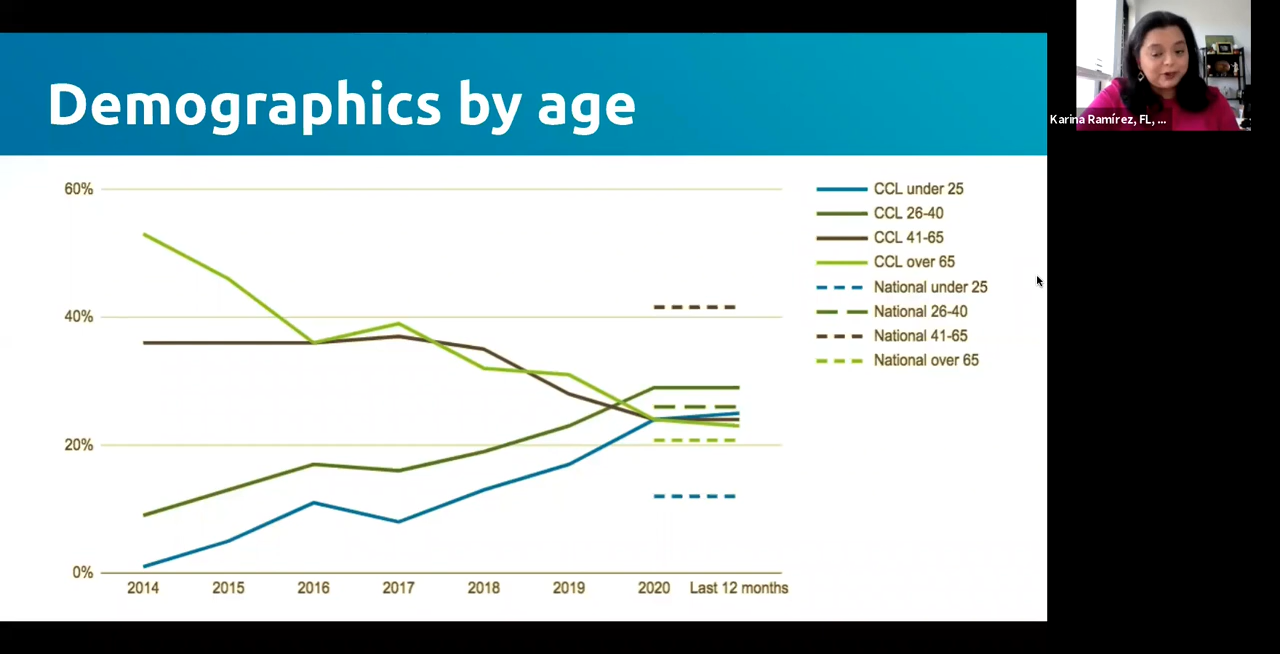 Demographics by age
Karina Ramírez, FL, ...
60%
40%
20%
0%
2014 2015 2016 2017 2018 2019 2020 Last 12 months
CCL under 25
CCL 26-40
CCL 41-65
CCL over 65
National under 25
National 26-40
National 41-65
National over 65